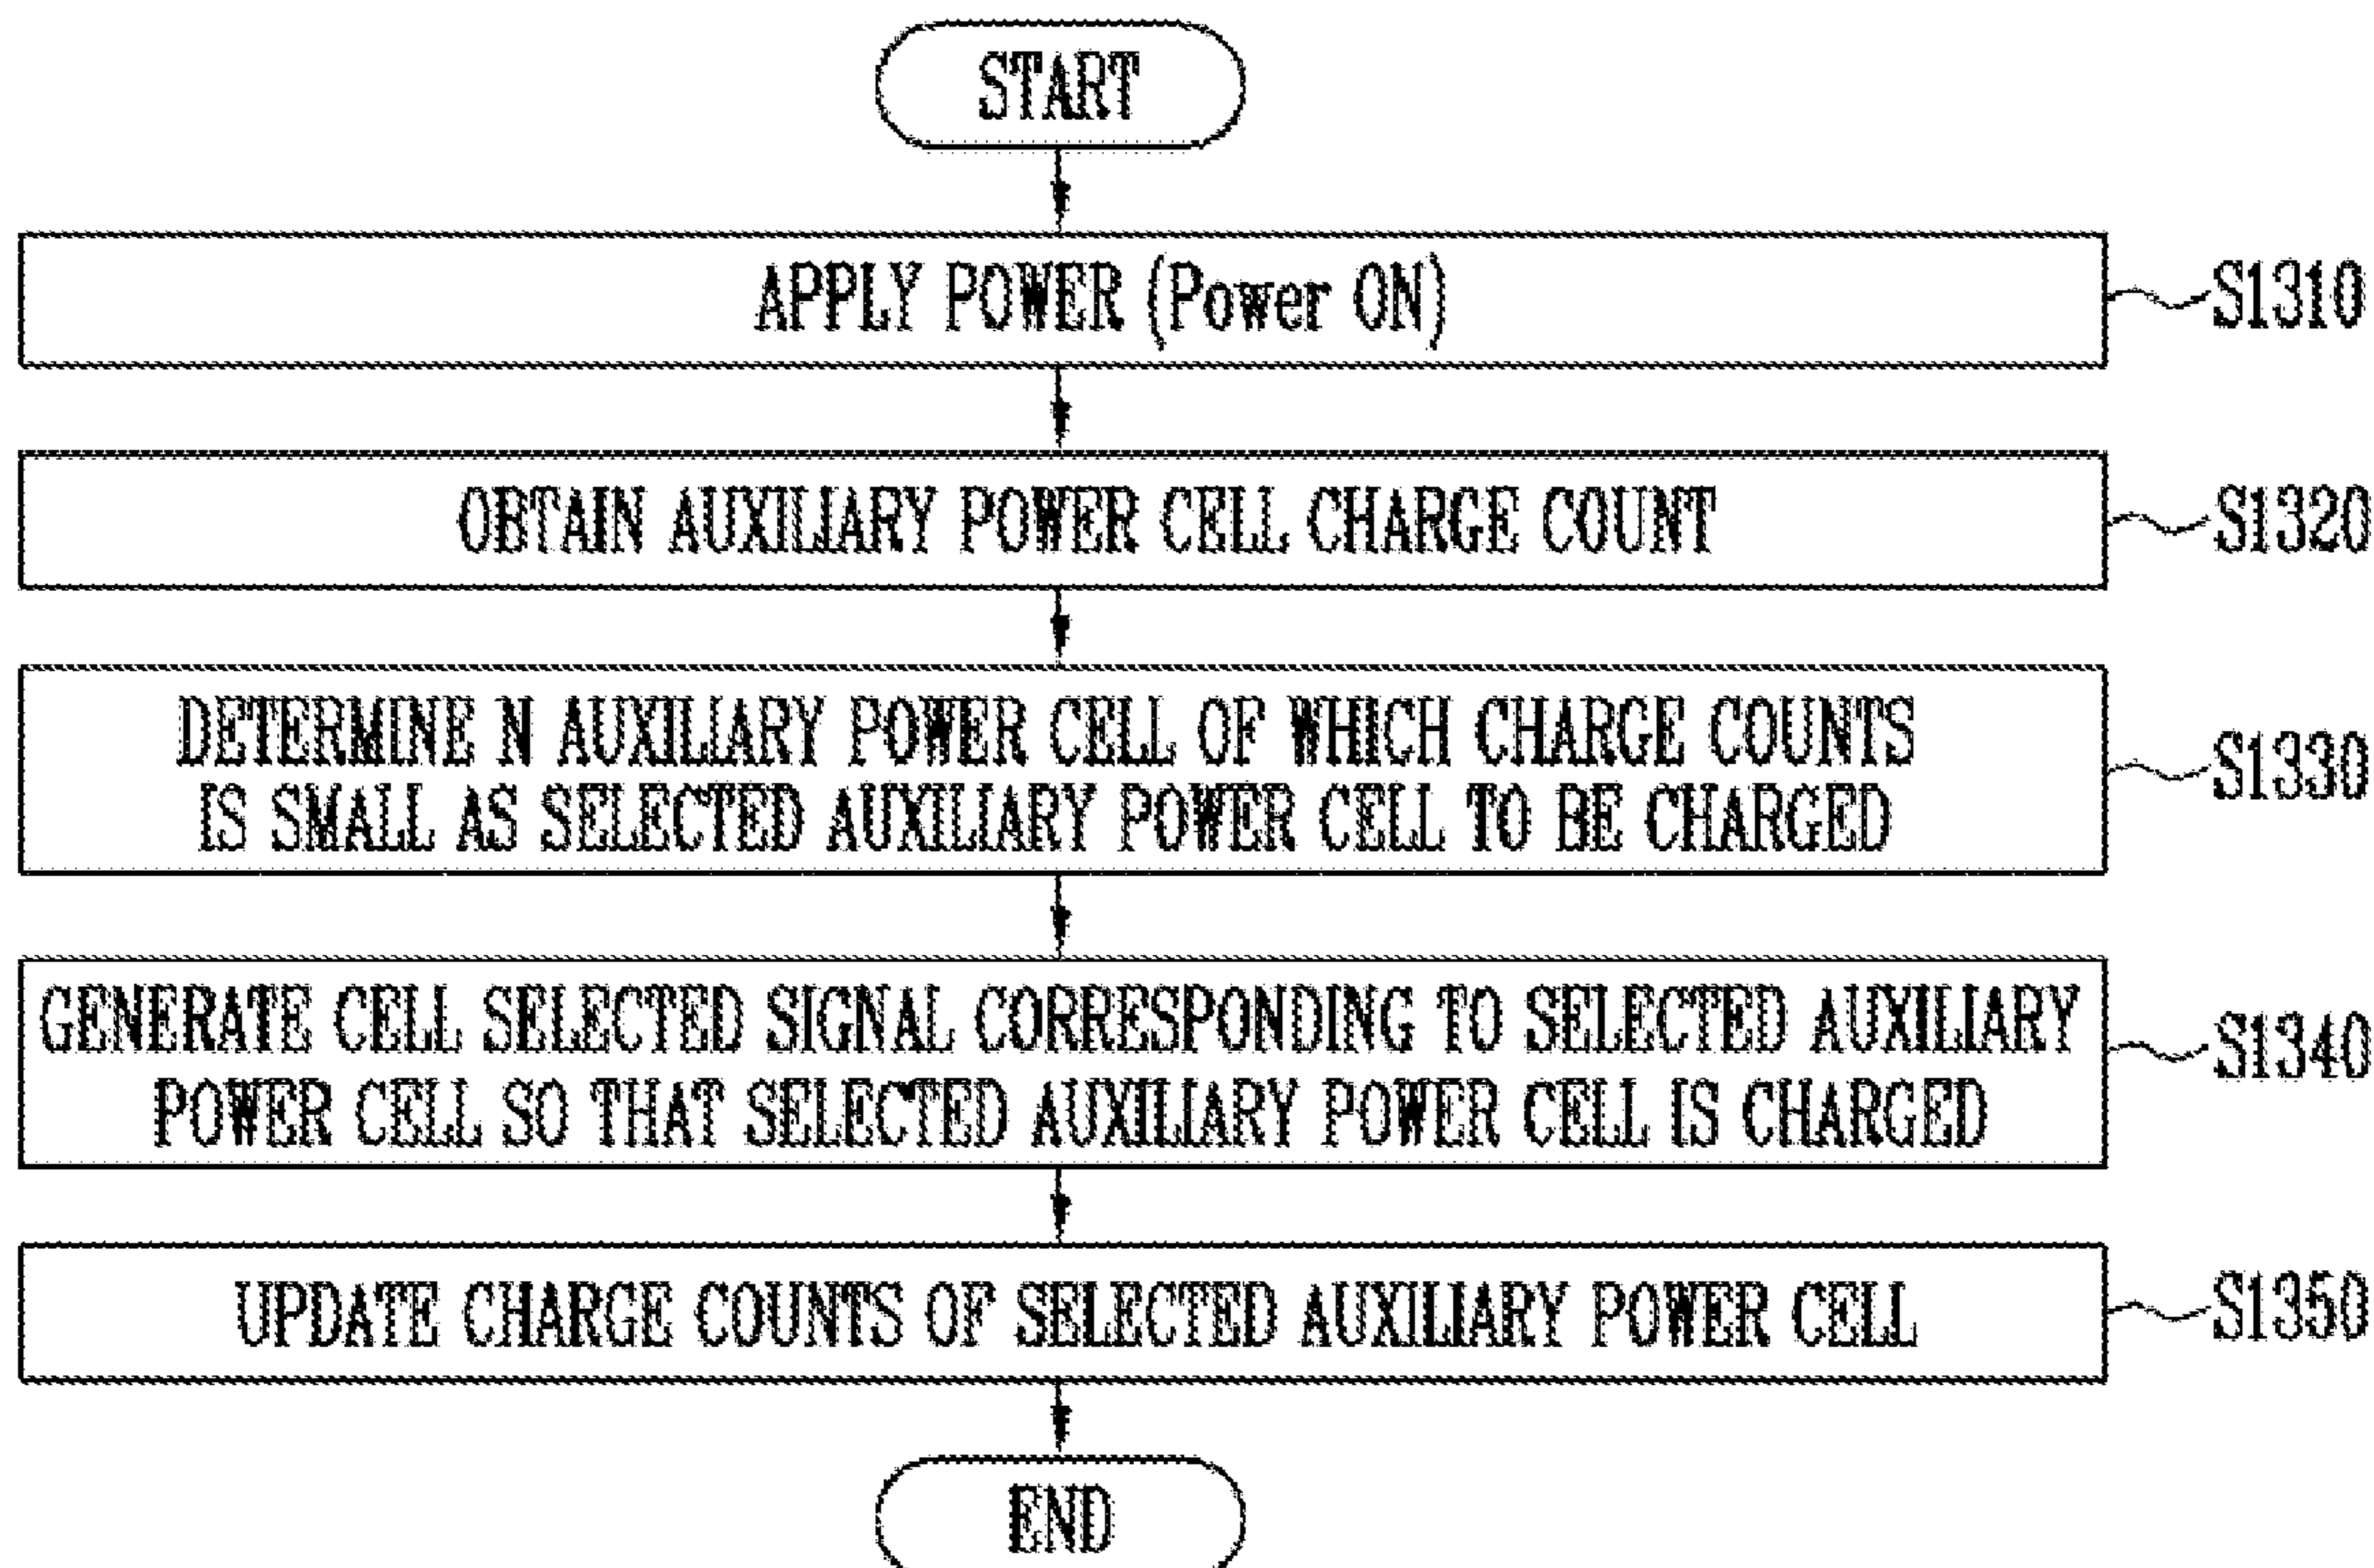 START
APPLY POWER (Power ON)
S1310
OBTAIN AUXILIARY POWER CELL CHARGE COUNT
S1320
DETERMINE N AUXILIARY POWER CELL OF WHICH CHARGE COUNTS
IS SMALL AS SELECTED AUXILIARY POWER CELL TO BE CHARGED
S1330
GENERATE CELL SELECTED SIGNAL CORRESPONDING TO SELECTED AUXILIARY
POWER CELL SO THAT SELECTED AUXILIARY POWER CELL IS CHARGED
S1340
UPDATE CHARGE COUNTS OF SELECTED AUXILIARY POWER CELL
S1350
END